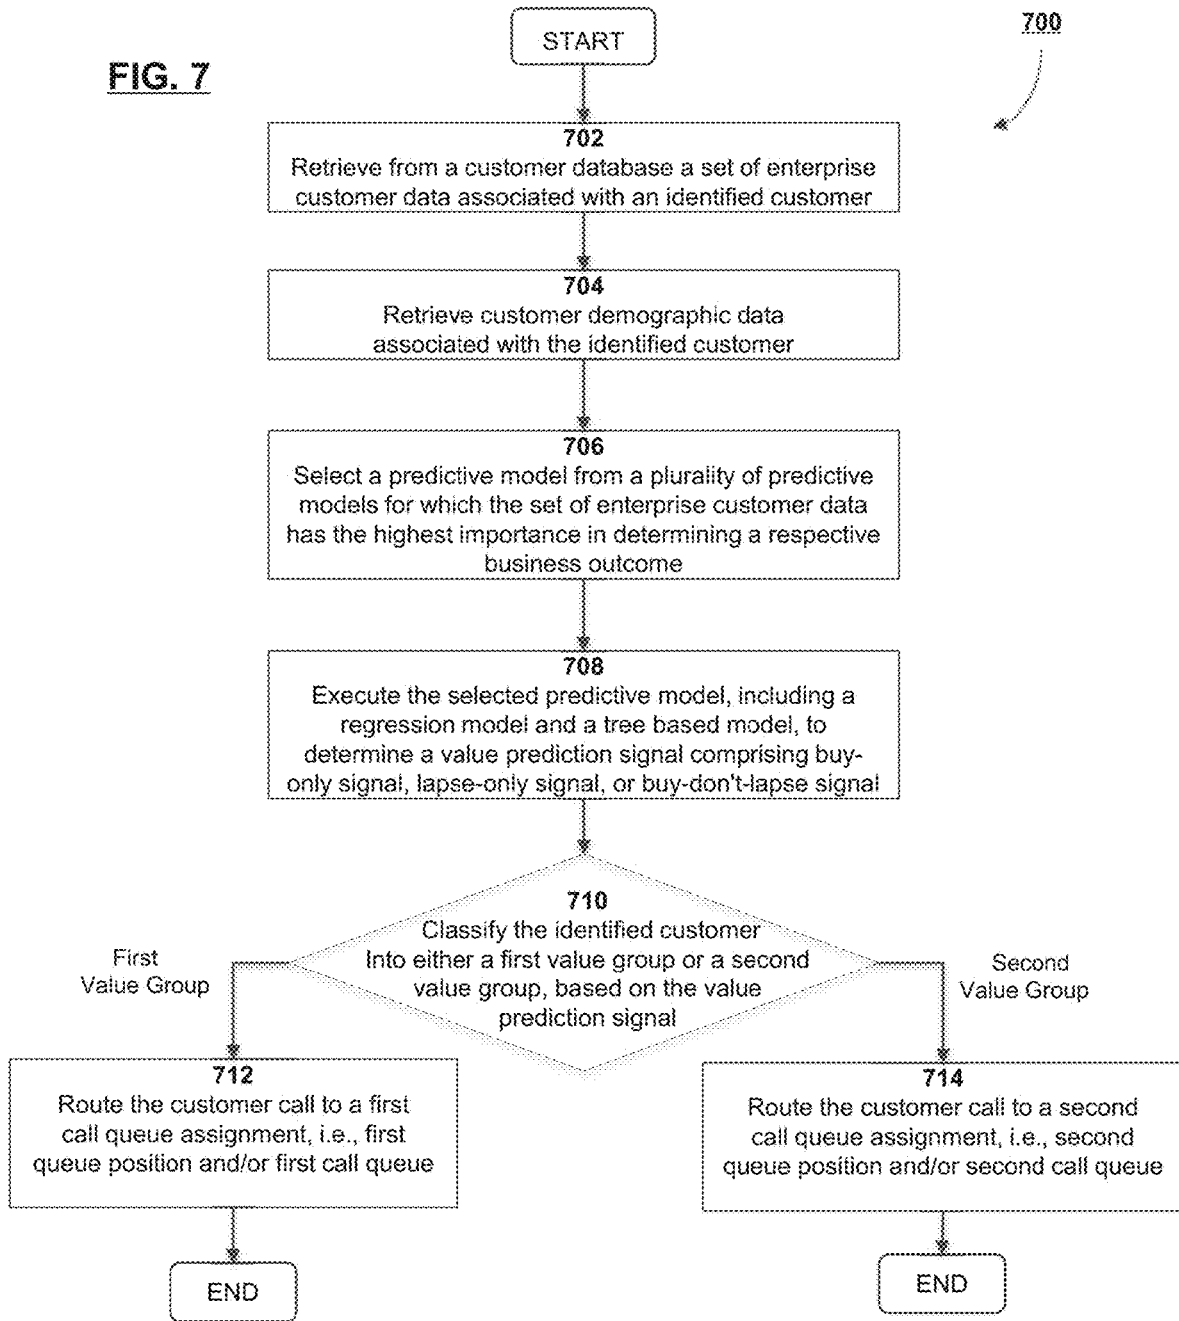 START
700
FIG. 7
702
Retrieve from a customer database a set of enterprise
customer data associated with an identified customer
704
Retrieve customer demographic data
associated with the identified customer
706
Select a predictive model from a plurality of predictive
models for which the set of enterprise customer data
has the highest importance in determining a respective
business outcome
708
Execute the selected predictive model, including a
regression model and a tree based model, to
determine a value prediction signal comprising buy-
only signal, lapse-only signal, or buy-don't-lapse signal
710
Classify the identified customer
Into either a first value group or a second
value group, based on the value
prediction signal
First
Value Group
Second
Value Group
712
Route the customer call to a first
call queue assignment, i.e., first
queue position and/or first call queue
714
Route the customer call to a second
call queue assignment, i.e., second
queue position and/or second call queue
END
END